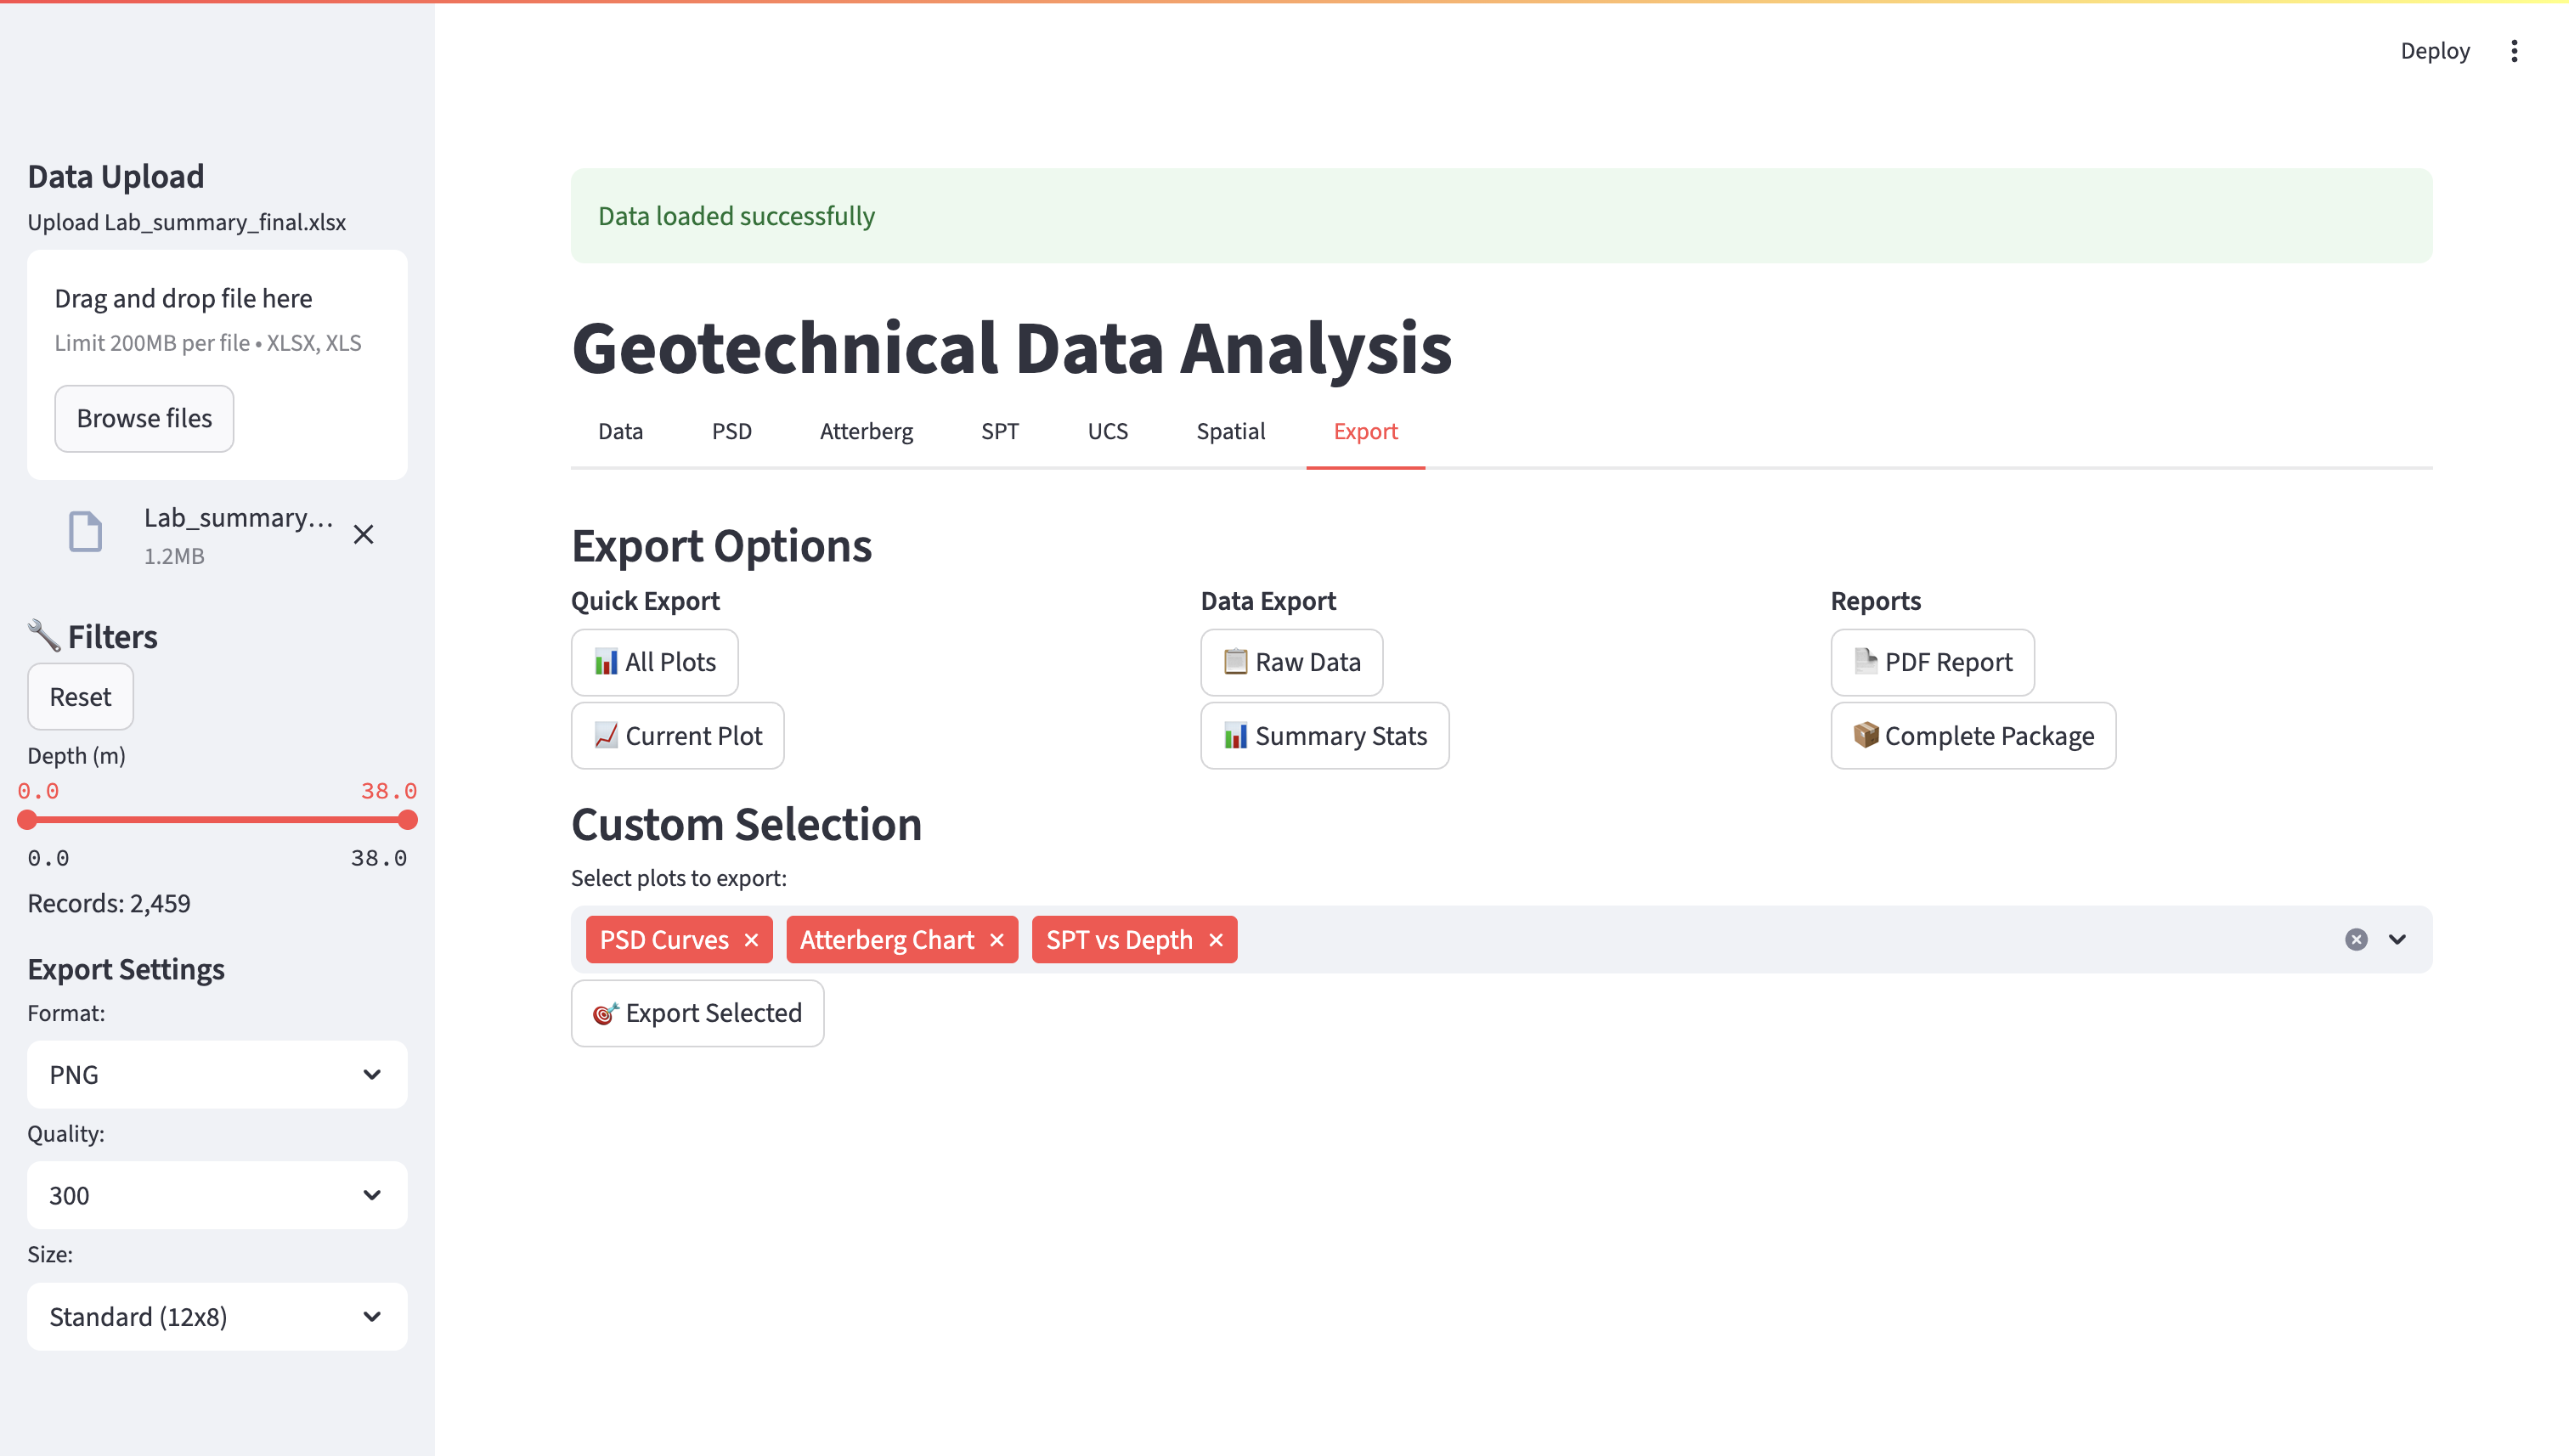 Deploy
Data Upload
Upload Lab_summary_final.xlsx
Drag and drop file here
Limit 200MB per file • XLSX, XLS
Browse files
Lab_summary...
1.2MB
Filters
Reset
Depth (m)
0.0 38.0
0.0 38.0
Records: 2,459
Export Settings
Format:
PNG
Quality:
300
Size:
Standard (12x8)
Data loaded successfully
Geotechnical Data Analysis
Data PSD Atterberg SPT UCS Spatial Export
Export Options
Quick Export
All Plots
Current Plot
Data Export
Raw Data
Summary Stats
Reports
PDF Report
Complete Package
Custom Selection
Select plots to export:
PSD Curves × Atterberg Chart × SPT vs Depth ×
Export Selected